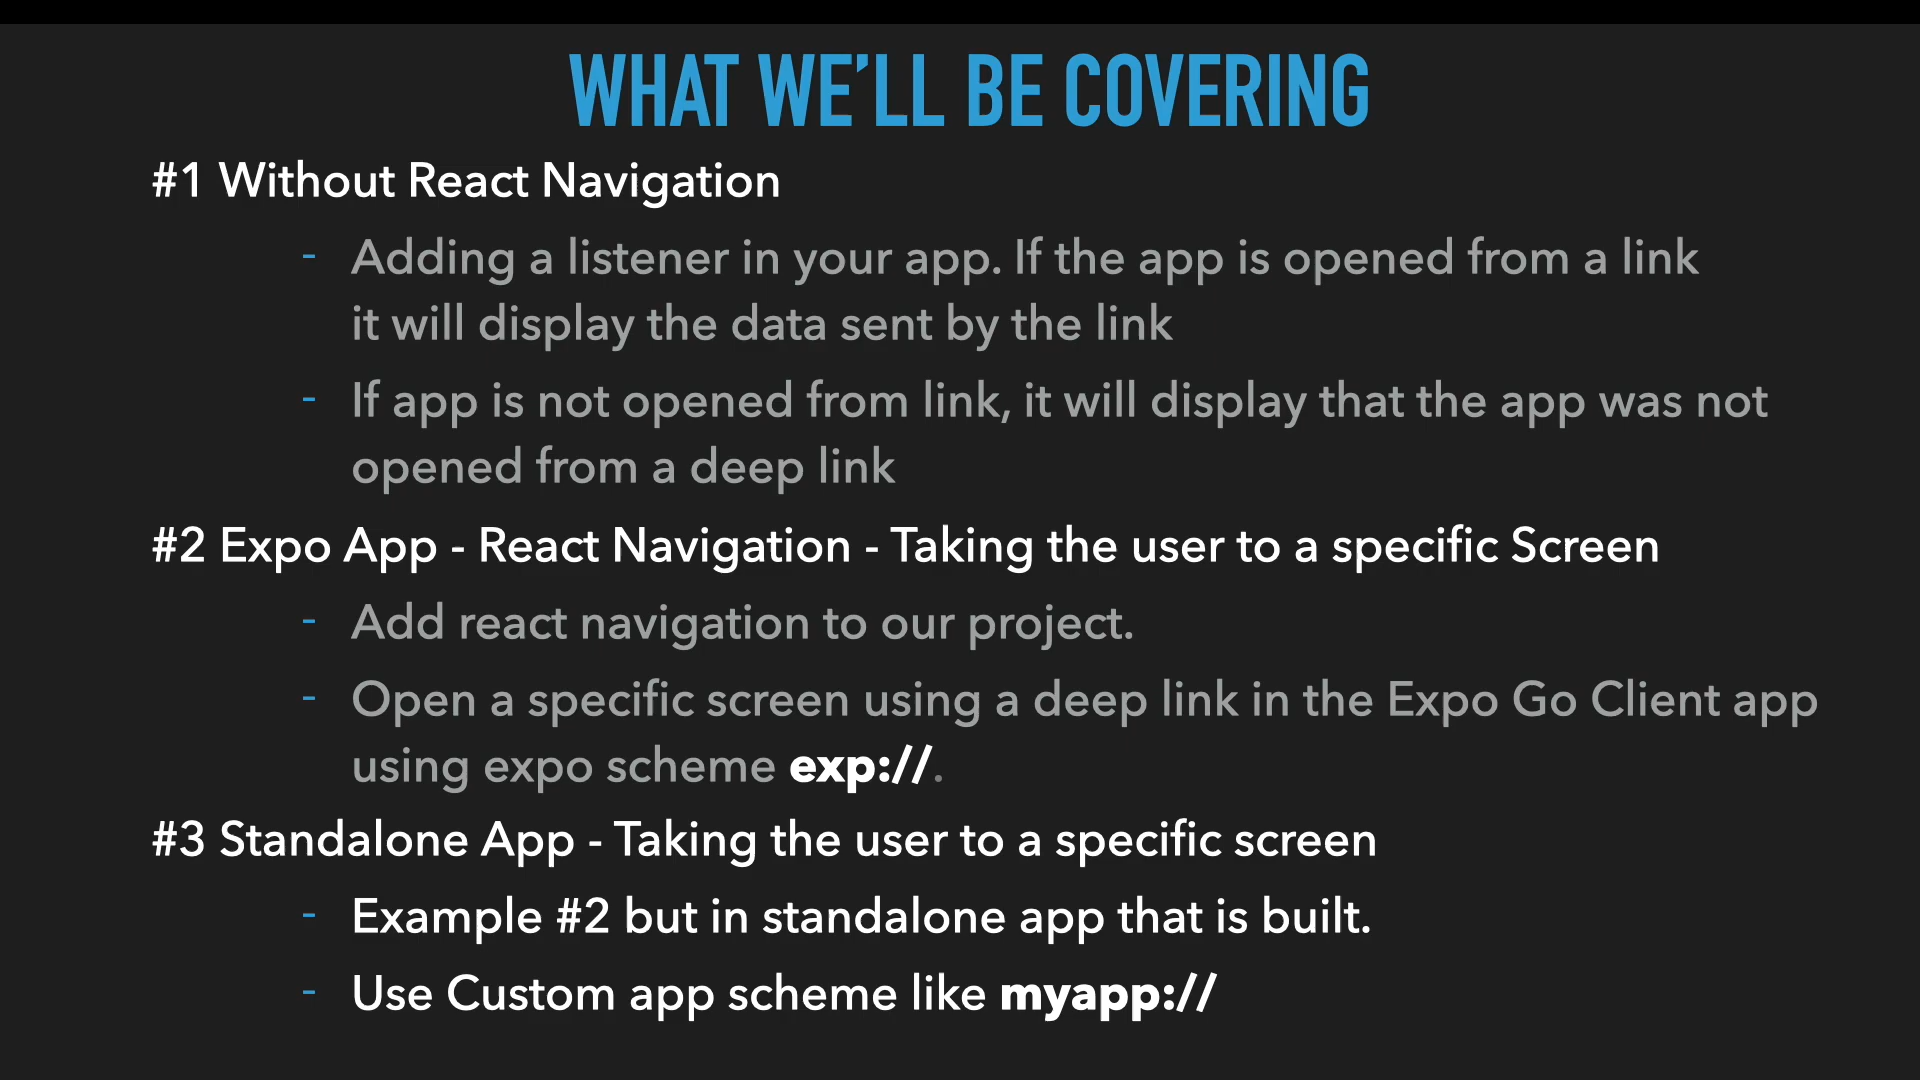 WHAT WE’LL BE COVERING
#1 Without React Navigation
- Adding a listener in your app. If the app is opened from a link
it will display the data sent by the link
- If app is not opened from link, it will display that the app was not
opened from a deep link
#2 Expo App - React Navigation - Taking the user to a specific Screen
- Add react navigation to our project.
- Open a specific screen using a deep link in the Expo Go Client app
using expo scheme exp://.
#3 Standalone App - Taking the user to a specific screen
- Example #2 but in standalone app that is built.
- Use Custom app scheme like myapp://